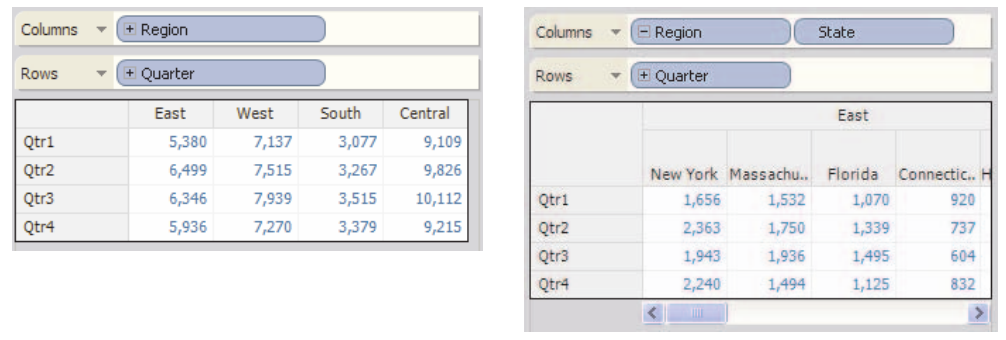 Columns Region
Rows Quarter
East West South Central
Qtr1 5,380 7,137 3,077 9,109
Qtr2 6,499 7,515 3,267 9,826
Qtr3 6,346 7,939 3,515 10,112
Qtr4 5,936 7,270 3,379 9,215
Columns Region State
Rows Quarter
East
New York Massachu.. Florida Connectic.. H
Qtr1 1,656 1,532 1,070 920
Qtr2 2,363 1,750 1,339 737
Qtr3 1,943 1,936 1,495 604
Qtr4 2,240 1,494 1,125 832